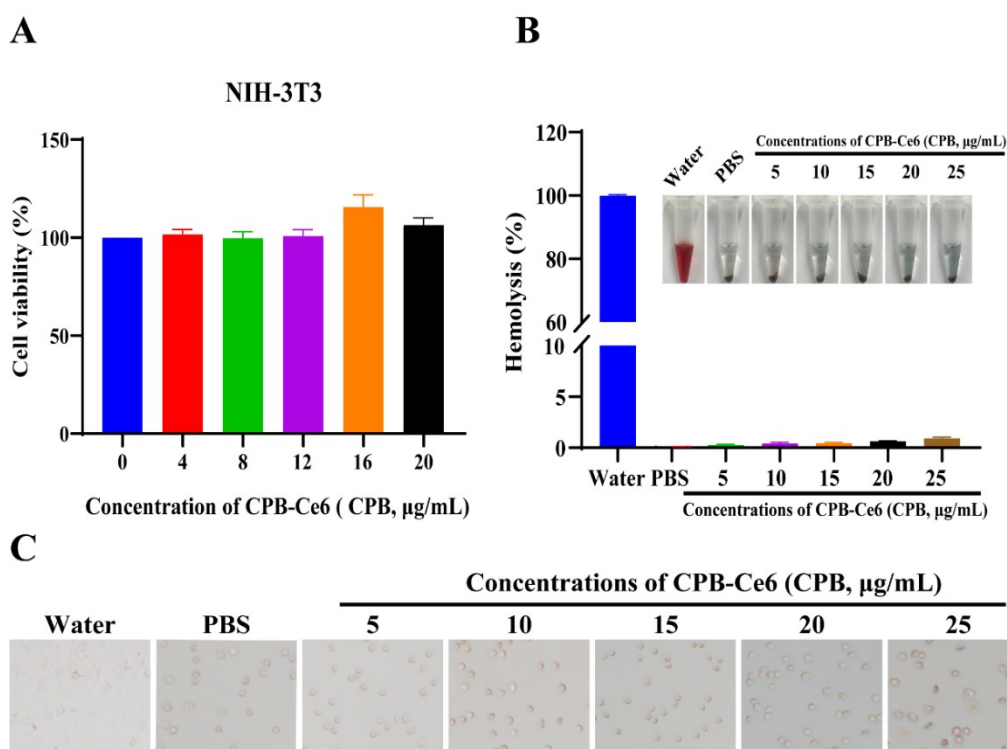 A
NIH-3T3
Cell viability (%)
150
100
50
0
0 4 8 12 16 20
Concentration of CPB-Ce6 ( CPB, μg/mL)
B
Hemolysis (%)
120
100
80
60
10
5
0
Water PBS
Concentrations of CPB-Ce6 (CPB, μg/mL)
5 10 15 20 25
Water PBS 5 10 15 20 25
Concentrations of CPB-Ce6 (CPB, μg/mL)
C
Concentrations of CPB-Ce6 (CPB, μg/mL)
Water PBS 5 10 15 20 25